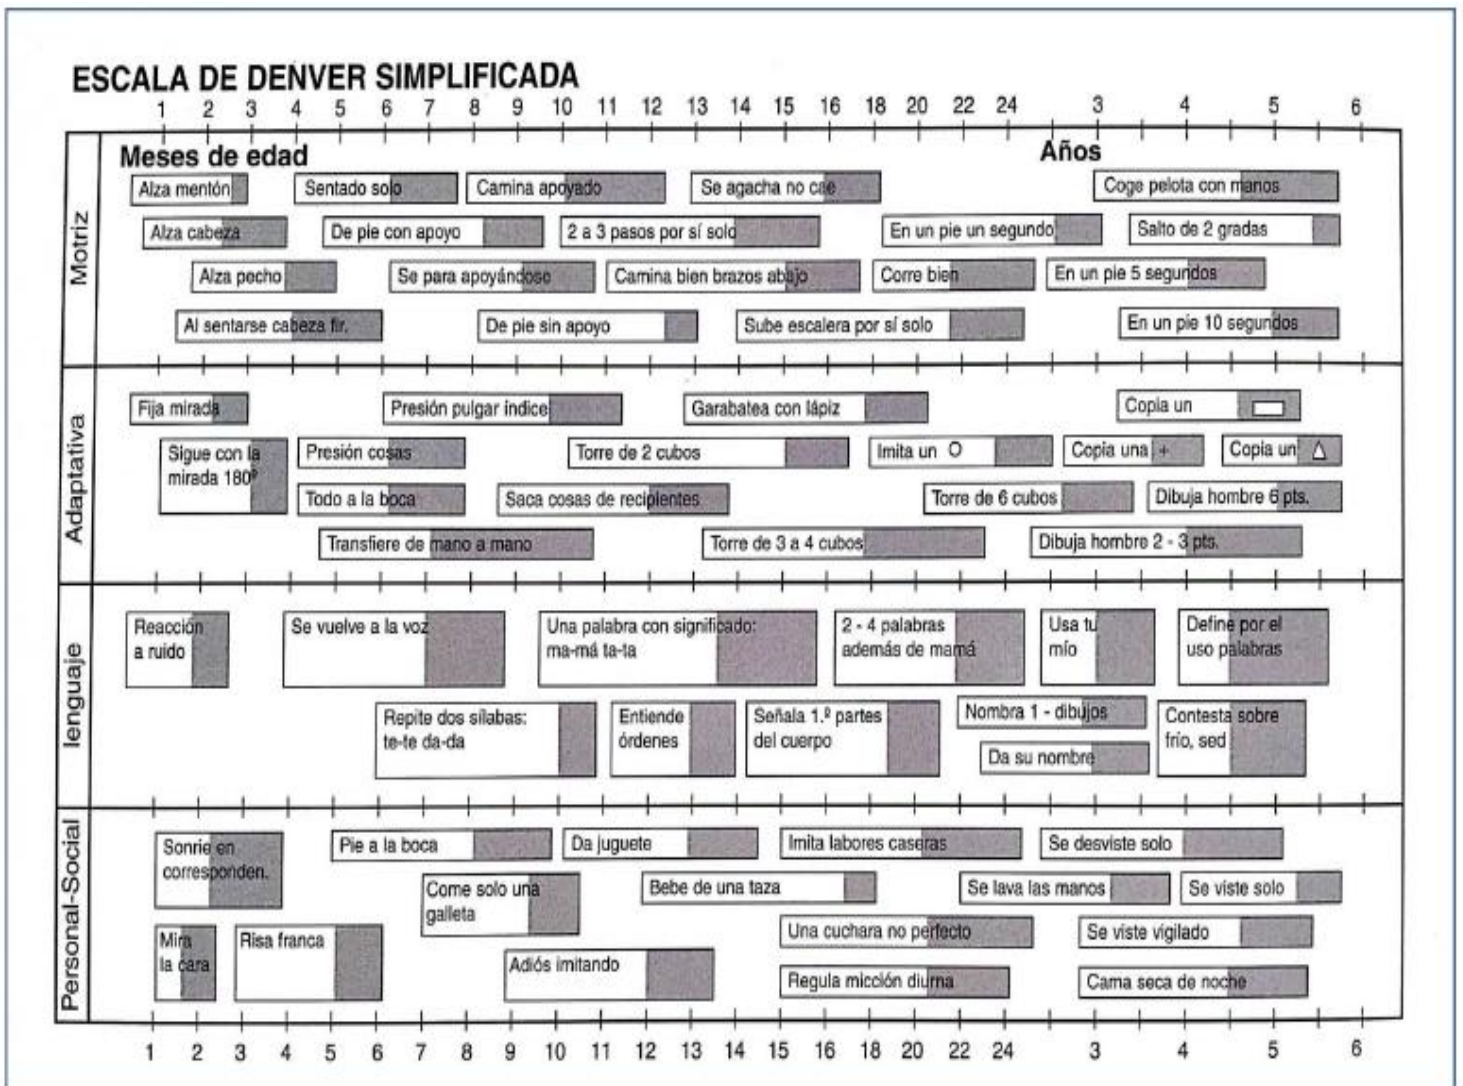 ESCALA DE DENVER SIMPLIFICADA
1 2 3 4 5 6 7 8 9 10 11 12 13 14 15 16 18 20 22 24 3 4 5 6
Meses de edad Años
Motriz
Alza mentón Sentado solo Camina apoyado Se agacha no cae Coge pelota con manos
Alza cabeza De pie con apoyo 2 a 3 pasos por sí solo En un pie un segundo Salto de 2 gradas
Alza pecho Se para apoyándose Camina bien brazos abajo Corre bien En un pie 5 segundos
Al sentarse cabeza fir. De pie sin apoyo Sube escalera por sí solo En un pie 10 segundos
Adaptativa
Fija mirada Presión pulgar índice Garabatea con lápiz Copia un
Sigue con la
mirada 180º
Presión cosas Torre de 2 cubos Imita un O Copia una + Copia un
Todo a la boca Saca cosas de recipientes Torre de 6 cubos Dibuja hombre 6 pts.
Transfiere de mano a mano Torre de 3 a 4 cubos Dibuja hombre 2 - 3 pts.
lenguaje
Reacción
a ruido
Se vuelve a la voz
Una palabra con significado:
ma-má ta-ta
2 - 4 palabras
además de mamá
Usa tu
mío
Define por el
uso palabras
Repite dos sílabas:
te-te da-da
Entiende
órdenes
Señala 1.º partes
del cuerpo
Nombra 1 - dibujos
Da su nombre
Contesta sobre
frío, sed
Personal-Social
Sonríe en
corresponden.
Pie a la boca Da juguete Imita labores caseras Se desviste solo
Come solo una
galleta
Bebe de una taza Se lava las manos Se viste solo
Mira
la cara
Risa franca
Adiós imitando
Una cuchara no perfecto Se viste vigilado
Regula micción diurna Cama seca de noche
1 2 3 4 5 6 7 8 9 10 11 12 13 14 15 16 18 20 22 24 3 4 5 6